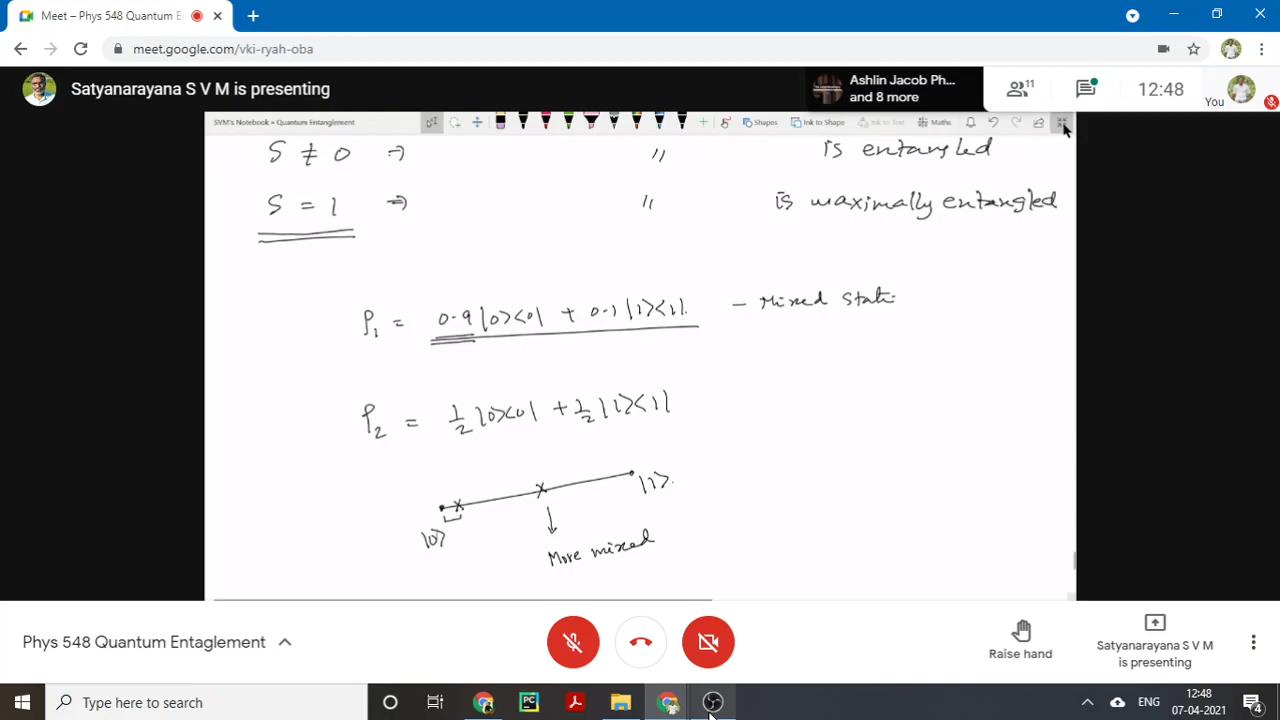 Meet – Phys 548 Quantum E
meet.google.com/vki-ryah-oba
Satyanarayana S V M is presenting
Ashlin Jacob Ph...
and 8 more
11
12:48
You
SVM's Notebook » Quantum Entanglement
Shapes
Ink to Shape
Ink to Text
Maths
S ≠ 0 ⇒ " is entangled
S = 1 ⇒ " is maximally entangled
ρ₁ = 0.9 |0><0| + 0.1 |1><1|. – Mixed State
ρ₂ = 1/2 |0><0| + 1/2 |1><1|
|1>.
|0>
More mixed
Phys 548 Quantum Entaglement
Raise hand
Satyanarayana S V M
is presenting
Type here to search
PC
ENG
12:48
07-04-2021
4